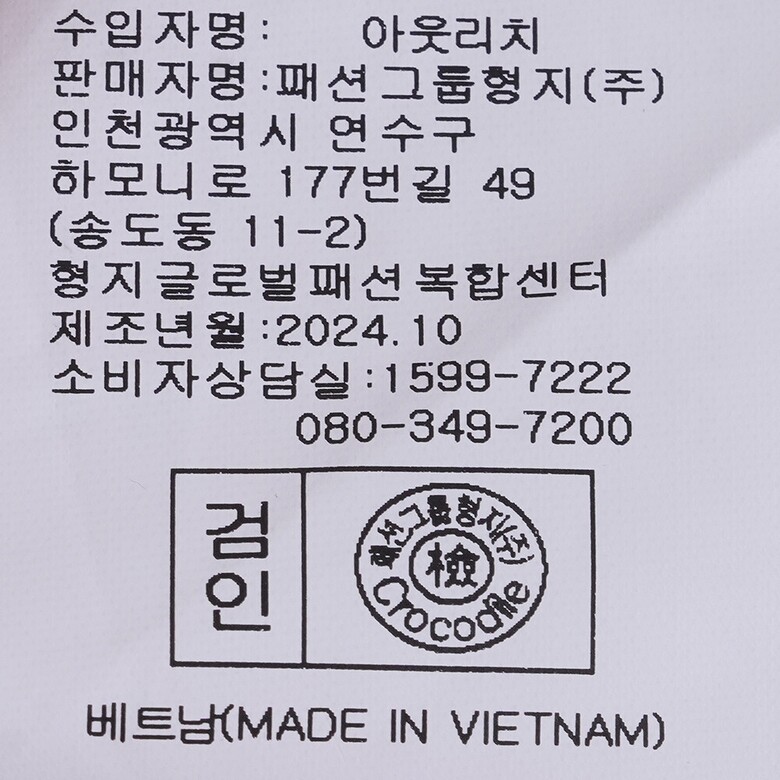 수입자명: 아웃리치
판매자명:패션그룹형지(주)
인천광역시 연수구
하모니로 177번길 49
(송도동 11-2)
형지글로벌패션복합센터
제조년월:2024.10
소비자상담실:1599-7222
080-349-7200
검인
패션그룹형지(주)
檢
Crocodile
베트남(MADE IN VIETNAM)